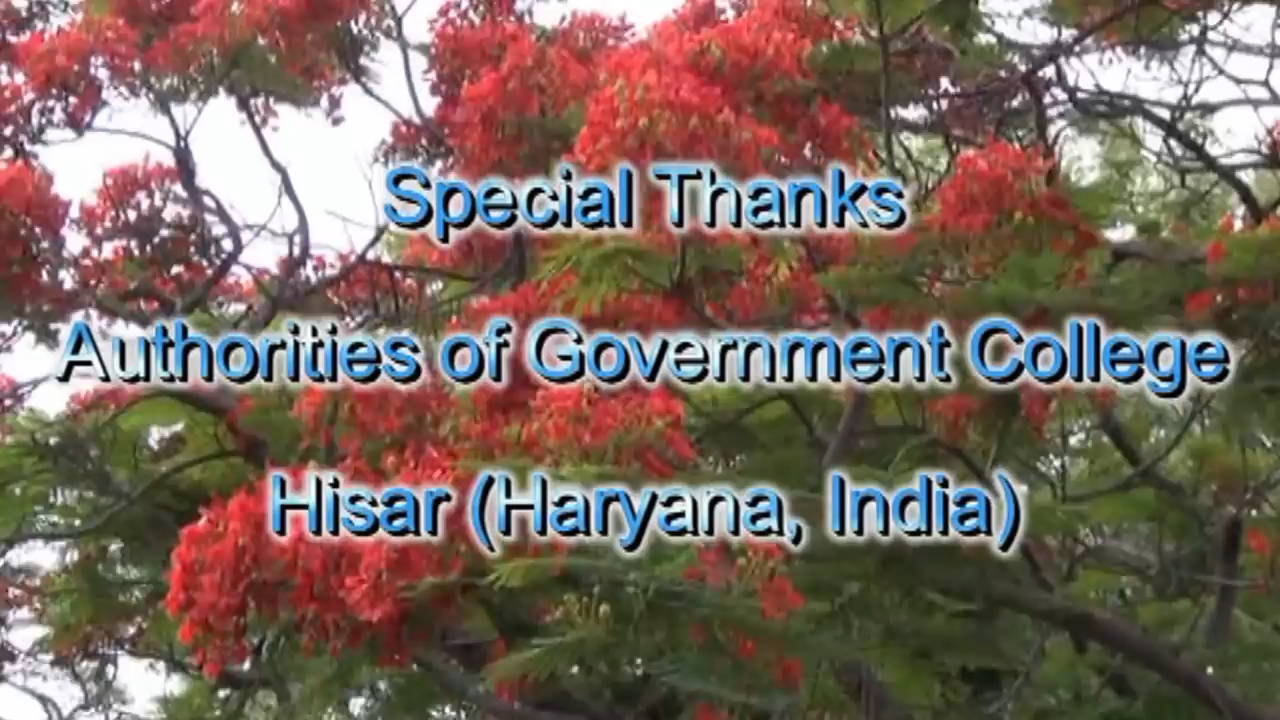 Special Thanks
Authorities of Government College
Hisar (Haryana, India)